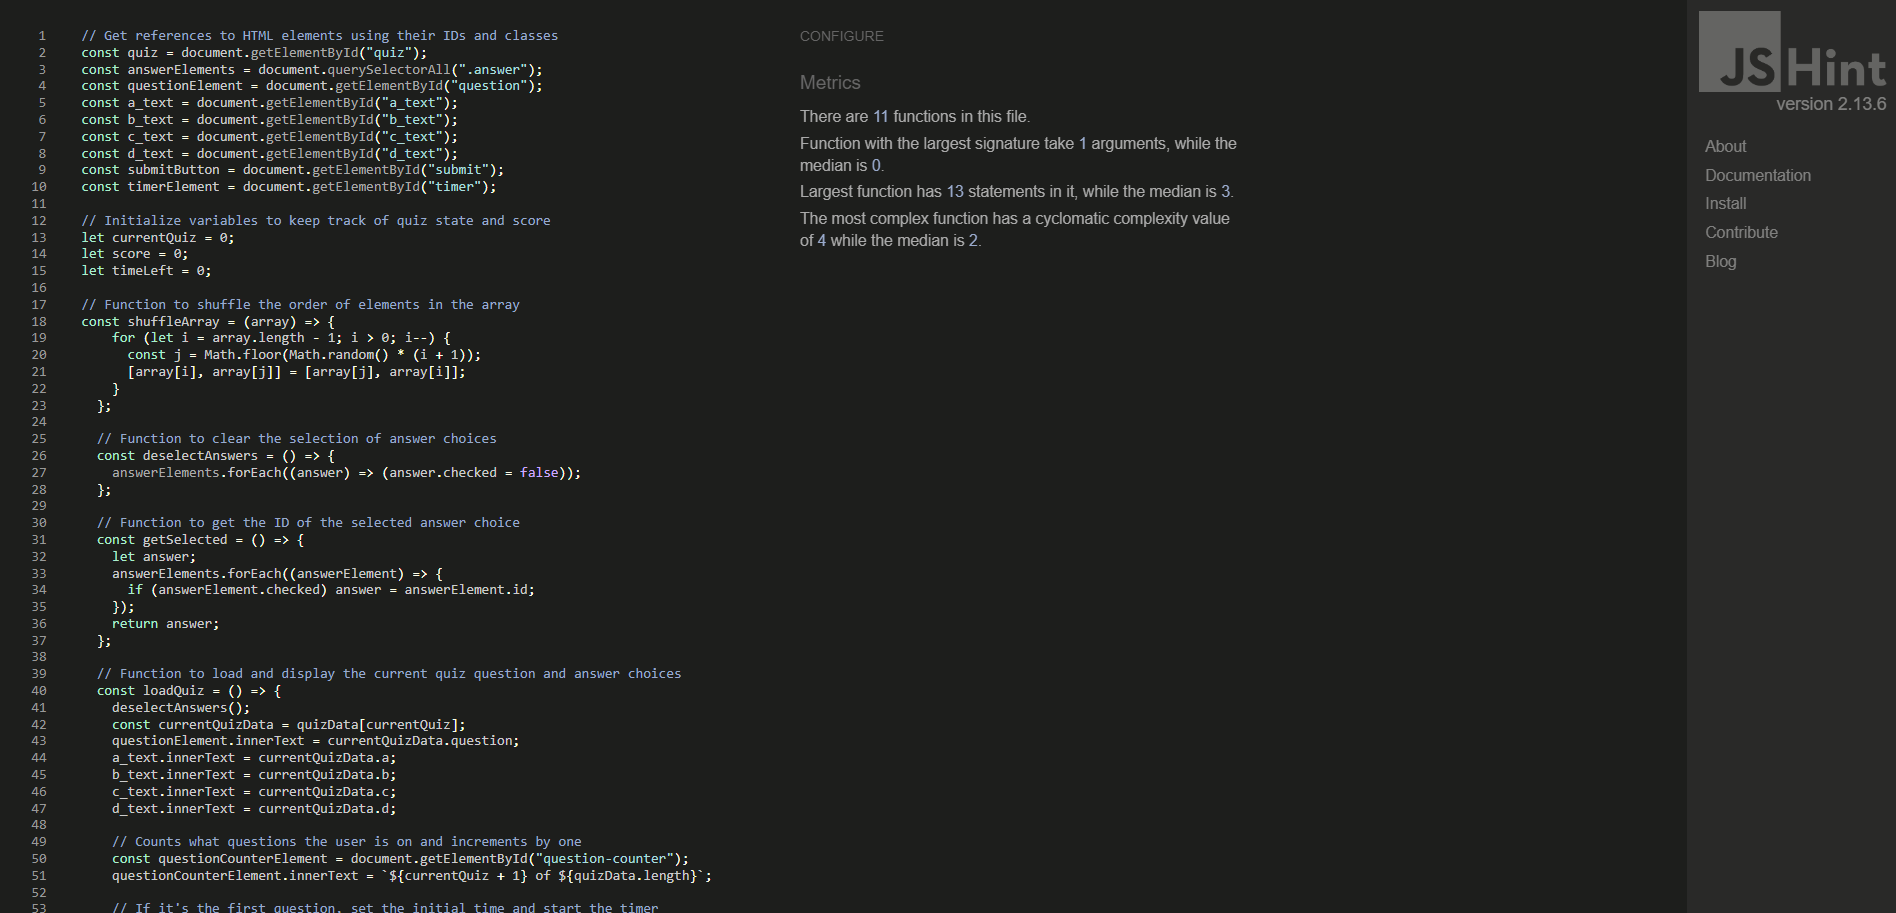 1 // Get references to HTML elements using their IDs and classes
2 const quiz = document.getElementById("quiz");
3 const answerElements = document.querySelectorAll(".answer");
4 const questionElement = document.getElementById("question");
5 const a_text = document.getElementById("a_text");
6 const b_text = document.getElementById("b_text");
7 const c_text = document.getElementById("c_text");
8 const d_text = document.getElementById("d_text");
9 const submitButton = document.getElementById("submit");
10 const timerElement = document.getElementById("timer");
11
12 // Initialize variables to keep track of quiz state and score
13 let currentQuiz = 0;
14 let score = 0;
15 let timeLeft = 0;
16
17 // Function to shuffle the order of elements in the array
18 const shuffleArray = (array) => {
19     for (let i = array.length - 1; i > 0; i--) {
20       const j = Math.floor(Math.random() * (i + 1));
21       [array[i], array[j]] = [array[j], array[i]];
22     }
23   };
24
25   // Function to clear the selection of answer choices
26   const deselectAnswers = () => {
27     answerElements.forEach((answer) => (answer.checked = false));
28   };
29
30   // Function to get the ID of the selected answer choice
31   const getSelected = () => {
32     let answer;
33     answerElements.forEach((answerElement) => {
34       if (answerElement.checked) answer = answerElement.id;
35     });
36     return answer;
37   };
38
39   // Function to load and display the current quiz question and answer choices
40   const loadQuiz = () => {
41     deselectAnswers();
42     const currentQuizData = quizData[currentQuiz];
43     questionElement.innerText = currentQuizData.question;
44     a_text.innerText = currentQuizData.a;
45     b_text.innerText = currentQuizData.b;
46     c_text.innerText = currentQuizData.c;
47     d_text.innerText = currentQuizData.d;
48
49     // Counts what questions the user is on and increments by one
50     const questionCounterElement = document.getElementById("question-counter");
51     questionCounterElement.innerText = `${currentQuiz + 1} of ${quizData.length}`;
52
53     // If it's the first question, set the initial time and start the timer
CONFIGURE
Metrics
There are 11 functions in this file.
Function with the largest signature take 1 arguments, while the
median is 0.
Largest function has 13 statements in it, while the median is 3.
The most complex function has a cyclomatic complexity value
of 4 while the median is 2.
JSHint
version 2.13.6
About
Documentation
Install
Contribute
Blog